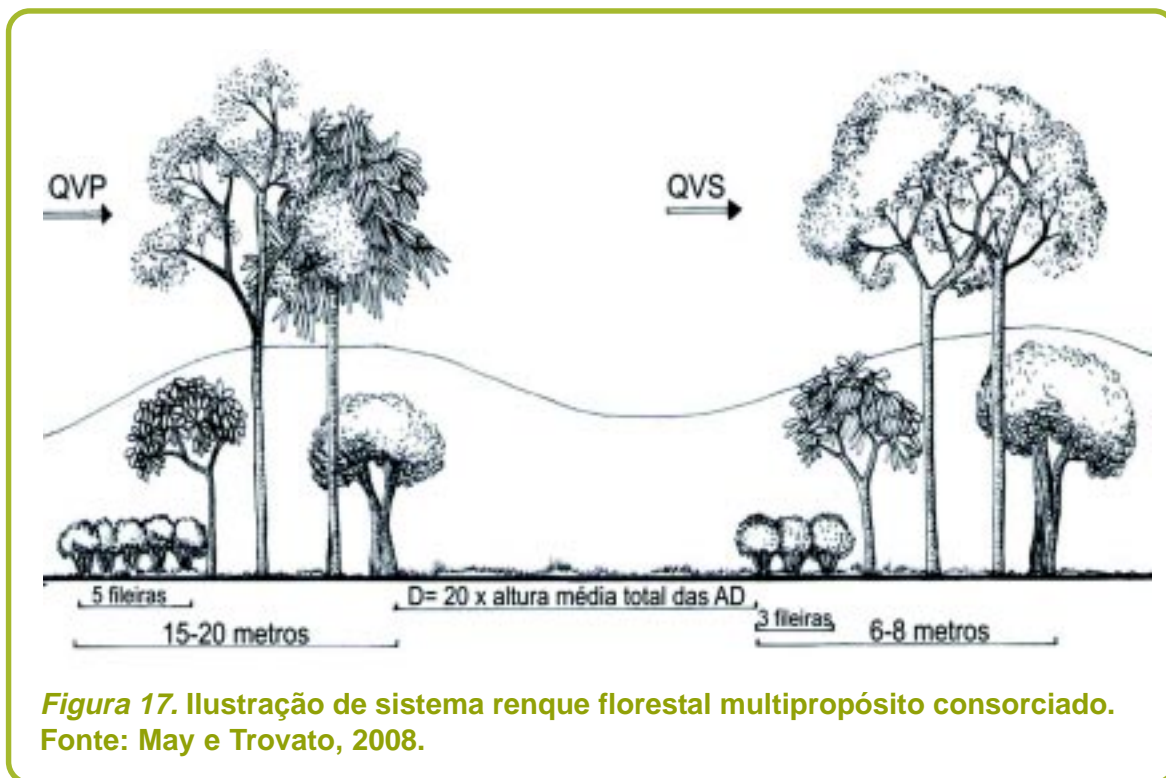 QVP
QVS
5 fileiras
D= 20 x altura média total das AD
3 fileiras
15-20 metros
6-8 metros
Figura 17. Ilustração de sistema renque florestal multipropósito consorciado.
Fonte: May e Trovato, 2008.